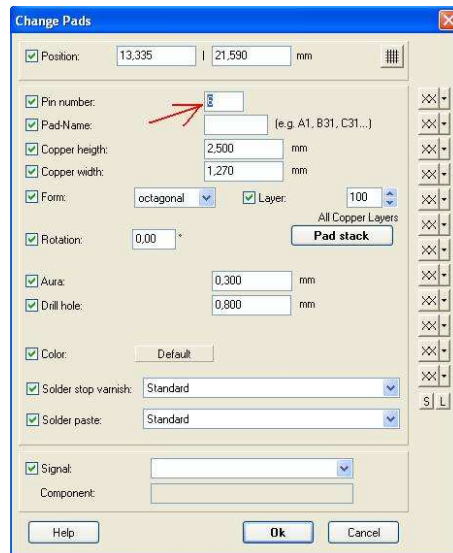 Change Pads
Position: 13,335 | 21,590 mm
Pin number:
Pad-Name: (e.g. A1, B31, C31...)
Copper heigth: 2,500 mm
Copper width: 1,270 mm
Form: octagonal Layer: 100
All Copper Layers
Rotation: 0,00 ° Pad stack
Aura: 0,300 mm
Drill hole: 0,800 mm
Color: Default
Solder stop varnish: Standard
S L
Solder paste: Standard
Signal:
Component:
Help Ok Cancel